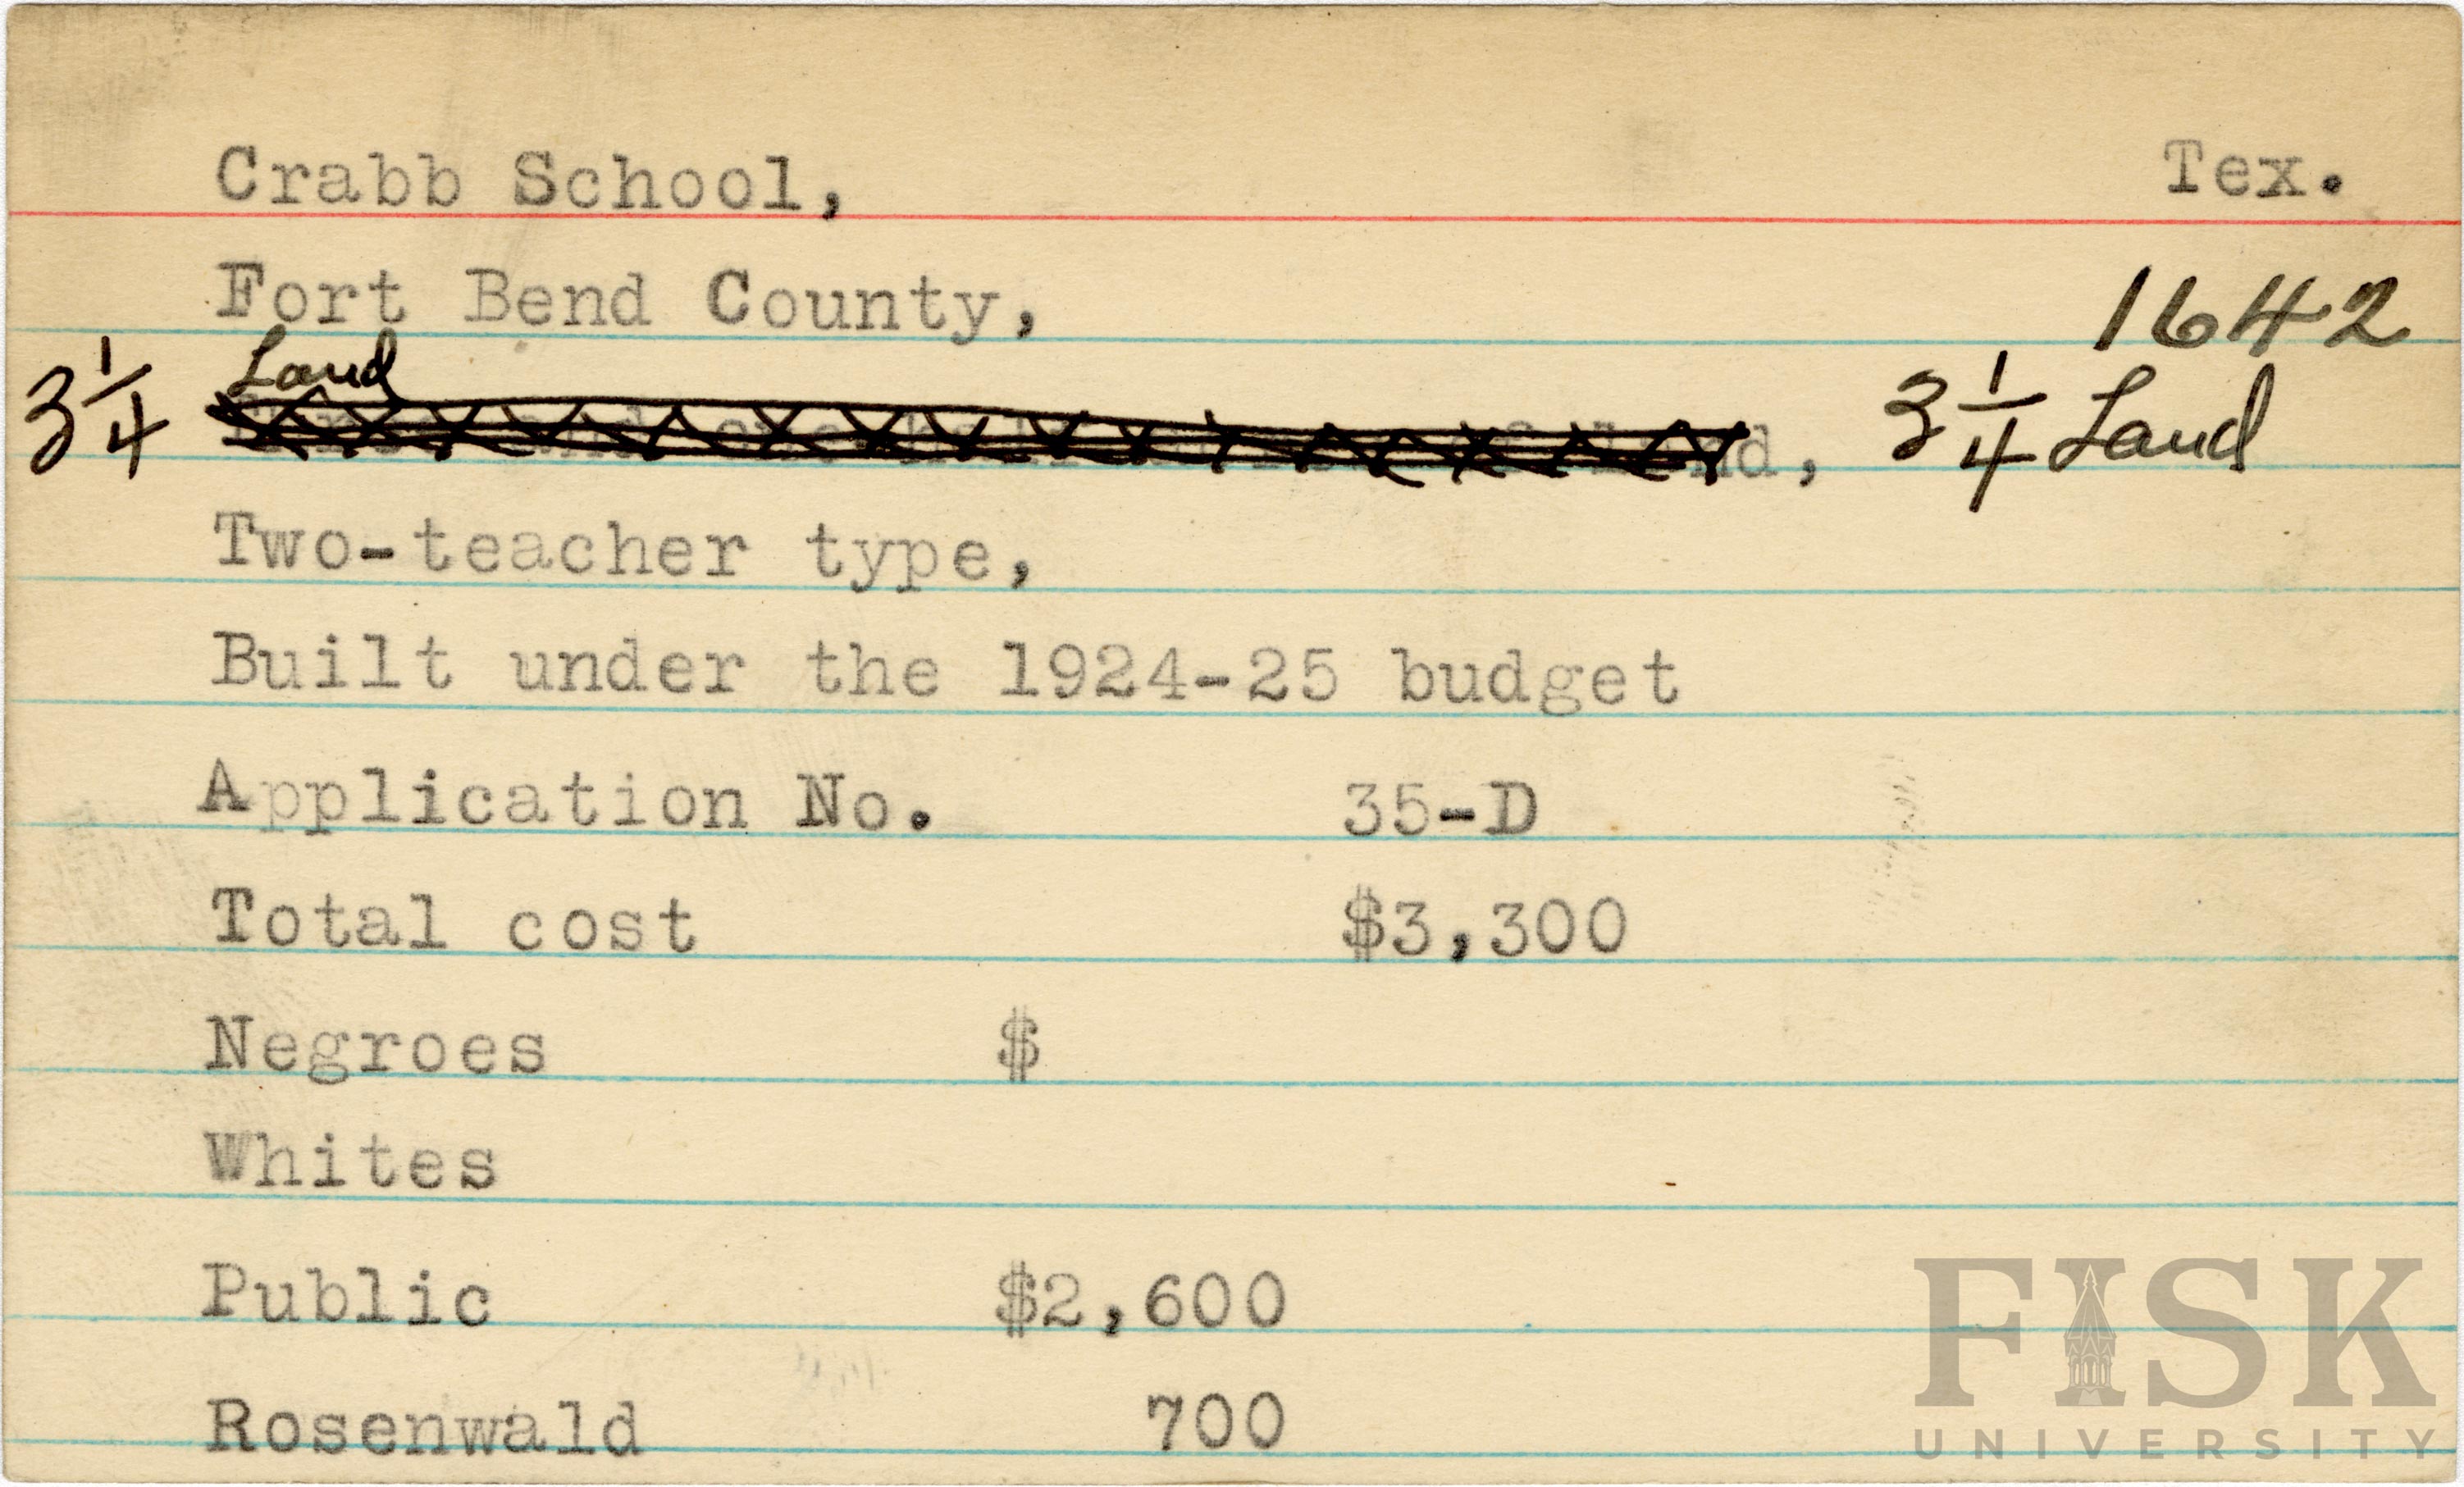 Crabb School, Tex.
Fort Bend County, 1642
3 1/4 Land
3 1/4 Land
Two-teacher type,
Built under the 1924-25 budget
Application No. 35-D
Total cost $3,300
Negroes $
Whites
Public $2,600
Rosenwald 700
FISK
UNIVERSITY